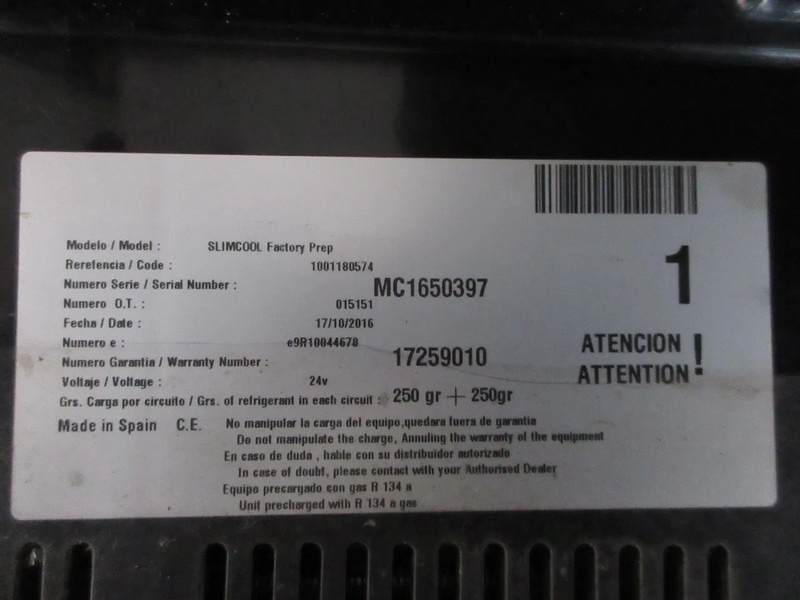 Modelo / Model : SLIMCOOL Factory Prep
Rerefencia / Code : 1001180574
Numero Serie / Serial Number : MC1650397
Numero O.T. : 015151
Fecha / Date : 17/10/2016
Numero e : e9R10044678
Numero Garantia / Warranty Number : 17259010
Voltaje / Voltage : 24v
Grs. Carga por circuito / Grs. of refrigerant in each circuit : 250 gr + 250gr
1
ATENCION
ATTENTION !
Made in Spain C.E.
No manipular la carga del equipo,quedara fuera de garantia
Do not manipulate the charge, Annuling the warranty of the equipment
En caso de duda , hable con su distribuidor autorizado
In case of doubt, please contact with your Authorised Dealer
Equipo precargado con gas R 134 a
Unit precharged with R 134 a gas